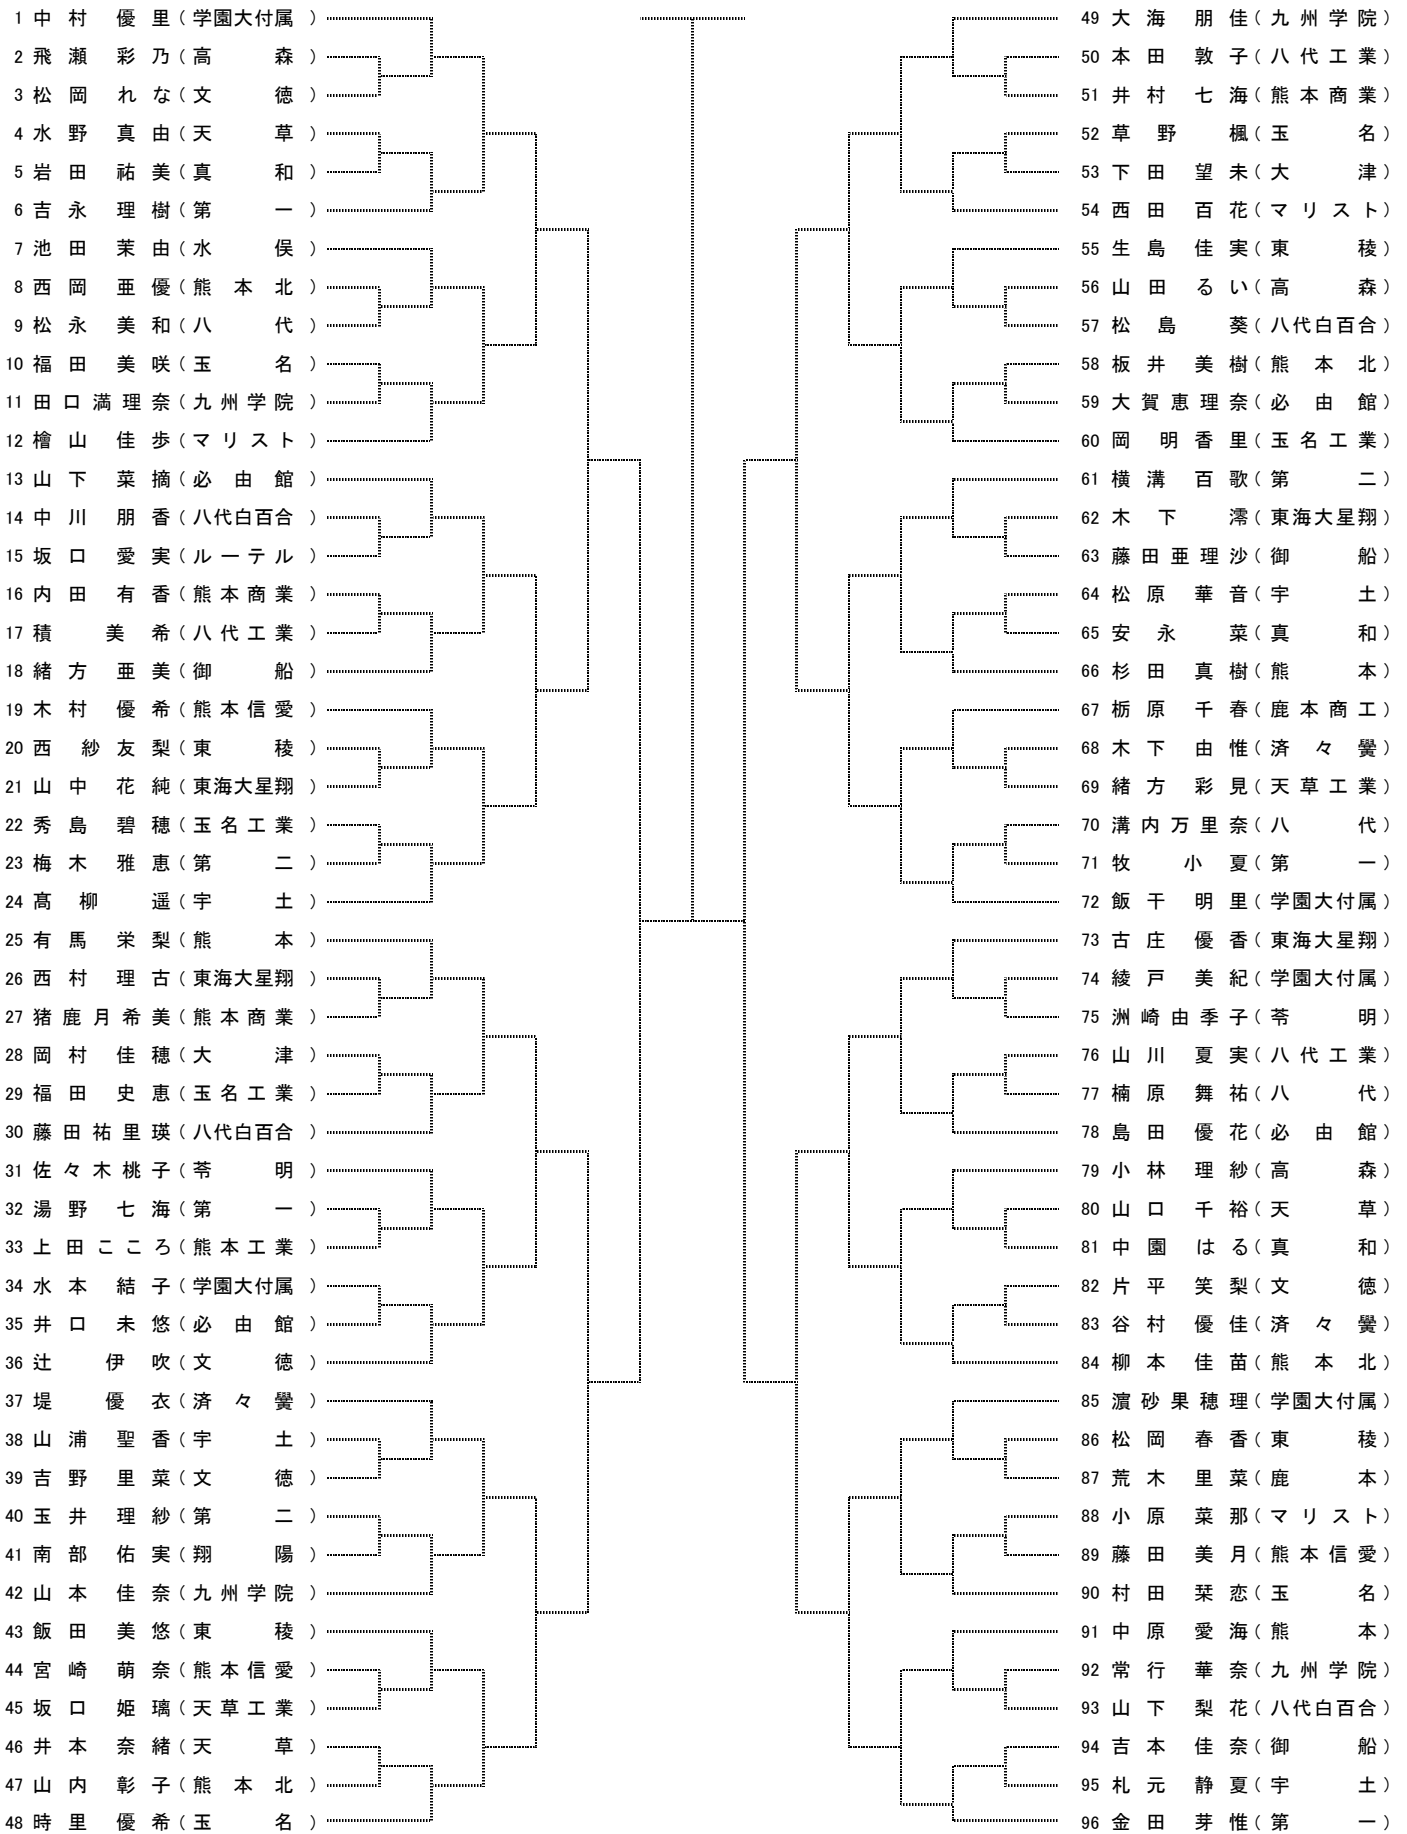 1 中村 優里（学園大付属）
2 飛瀬 彩乃（高 森）
3 松岡 れな（文 徳）
4 水野 真由（天 草）
5 岩田 祐美（真 和）
6 吉永 理樹（第 一）
7 池田 茉由（水 俣）
8 西岡 亜優（熊本北）
9 松永 美和（八 代）
10 福田 美咲（玉 名）
11 田口満理奈（九州学院）
12 檜山 佳歩（マリスト）
13 山下 菜摘（必由館）
14 中川 朋香（八代白百合）
15 坂口 愛実（ルーテル）
16 内田 有香（熊本商業）
17 積 美希（八代工業）
18 緒方 亜美（御 船）
19 木村 優希（熊本信愛）
20 西 紗友梨（東 稜）
21 山中 花純（東海大星翔）
22 秀島 碧穂（玉名工業）
23 梅木 雅恵（第 二）
24 髙柳 遥（宇 土）
25 有馬 栄梨（熊 本）
26 西村 理古（東海大星翔）
27 猪鹿月希美（熊本商業）
28 岡村 佳穂（大 津）
29 福田 史恵（玉名工業）
30 藤田祐里瑛（八代白百合）
31 佐々木桃子（苓 明）
32 湯野 七海（第 一）
33 上田こころ（熊本工業）
34 水本 結子（学園大付属）
35 井口 未悠（必由館）
36 辻 伊吹（文 徳）
37 堤 優衣（済々黌）
38 山浦 聖香（宇 土）
39 吉野 里菜（文 徳）
40 玉井 理紗（第 二）
41 南部 佑実（翔 陽）
42 山本 佳奈（九州学院）
43 飯田 美悠（東 稜）
44 宮崎 萌奈（熊本信愛）
45 坂口 姫璃（天草工業）
46 井本 奈緒（天 草）
47 山内 彰子（熊本北）
48 時里 優希（玉 名）
49 大海 朋佳（九州学院）
50 本田 敦子（八代工業）
51 井村 七海（熊本商業）
52 草野 楓（玉 名）
53 下田 望未（大 津）
54 西田 百花（マリスト）
55 生島 佳実（東 稜）
56 山田 るい（高 森）
57 松島 葵（八代白百合）
58 板井 美樹（熊本北）
59 大賀恵理奈（必由館）
60 岡 明香里（玉名工業）
61 横溝 百歌（第 二）
62 木下 澪（東海大星翔）
63 藤田亜理沙（御 船）
64 松原 華音（宇 土）
65 安永 菜（真 和）
66 杉田 真樹（熊 本）
67 栃原 千春（鹿本商工）
68 木下 由惟（済々黌）
69 緒方 彩見（天草工業）
70 溝内万里奈（八 代）
71 牧 小夏（第 一）
72 飯干 明里（学園大付属）
73 古庄 優香（東海大星翔）
74 綾戸 美紀（学園大付属）
75 洲崎由季子（苓 明）
76 山川 夏実（八代工業）
77 楠原 舞祐（八 代）
78 島田 優花（必由館）
79 小林 理紗（高 森）
80 山口 千裕（天 草）
81 中園 はる（真 和）
82 片平 笑梨（文 徳）
83 谷村 優佳（済々黌）
84 柳本 佳苗（熊本北）
85 濵砂果穂理（学園大付属）
86 松岡 春香（東 稜）
87 荒木 里菜（鹿 本）
88 小原 菜那（マリスト）
89 藤田 美月（熊本信愛）
90 村田 栞恋（玉 名）
91 中原 愛海（熊 本）
92 常行 華奈（九州学院）
93 山下 梨花（八代白百合）
94 吉本 佳奈（御 船）
95 札元 静夏（宇 土）
96 金田 芽惟（第 一）